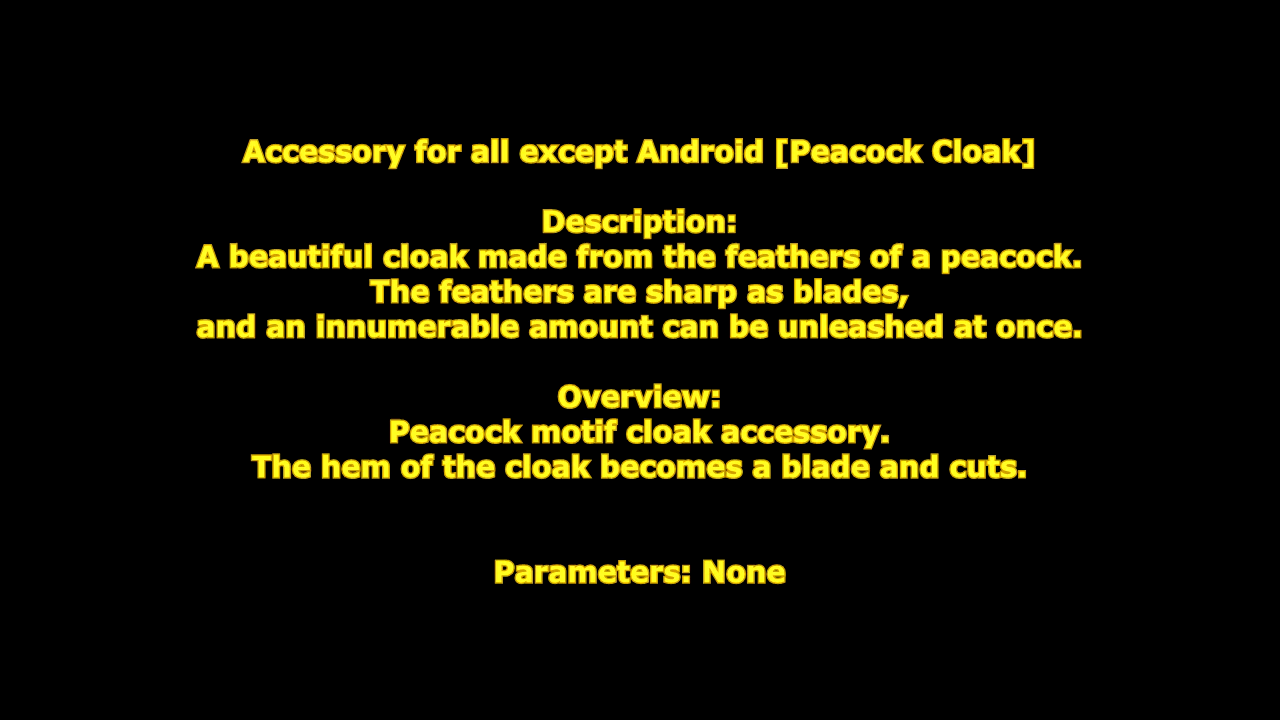 Accessory for all except Android [Peacock Cloak]
Description:
A beautiful cloak made from the feathers of a peacock.
The feathers are sharp as blades,
and an innumerable amount can be unleashed at once.
Overview:
Peacock motif cloak accessory.
The hem of the cloak becomes a blade and cuts.
Parameters: None